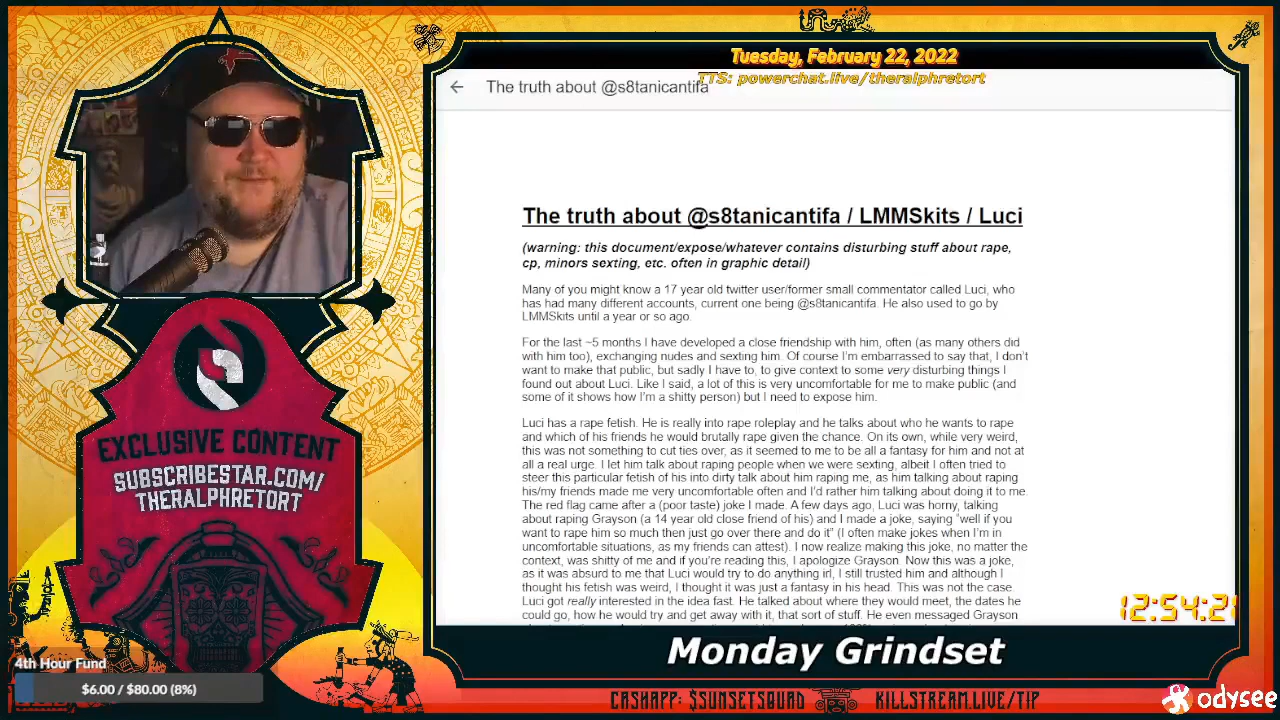 Tuesday, February 22, 2022
TTS: powerchat.live/theralphretort
The truth about @s8tanicantifa
The truth about @s8tanicantifa / LMMSkits / Luci
(warning: this document/expose/whatever contains disturbing stuff about rape,
cp, minors sexting, etc. often in graphic detail)
Many of you might know a 17 year old twitter user/former small commentator called Luci, who
has had many different accounts, current one being @s8tanicantifa. He also used to go by
LMMSkits until a year or so ago.
For the last ~5 months I have developed a close friendship with him, often (as many others did
with him too), exchanging nudes and sexting him. Of course I'm embarrassed to say that, I don't
want to make that public, but sadly I have to, to give context to some very disturbing things I
found out about Luci. Like I said, a lot of this is very uncomfortable for me to make public (and
some of it shows how I'm a shitty person) but I need to expose him.
Luci has a rape fetish. He is really into rape roleplay and he talks about who he wants to rape
and which of his friends he would brutally rape given the chance. On its own, while very weird,
this was not something to cut ties over, as it seemed to me to be all a fantasy for him and not at
all a real urge. I let him talk about raping people when we were sexting, albeit I often tried to
steer this particular fetish of his into dirty talk about him raping me, as him talking about raping
his/my friends made me very uncomfortable often and I'd rather him talking about doing it to me.
The red flag came after a (poor taste) joke I made. A few days ago, Luci was horny, talking
about raping Grayson (a 14 year old close friend of his) and I made a joke, saying "well if you
want to rape him so much then just go over there and do it" (I often make jokes when I'm in
uncomfortable situations, as my friends can attest). I now realize making this joke, no matter the
context, was shitty of me and if you're reading this, I apologize Grayson. Now this was a joke,
as it was absurd to me that Luci would try to do anything irl, I still trusted him and although I
thought his fetish was weird, I thought it was just a fantasy in his head. This was not the case.
Luci got really interested in the idea fast. He talked about where they would meet, the dates he
could go, how he would try and get away with it, that sort of stuff. He even messaged Grayson
EXCLUSIVE CONTENT
SUBSCRIBESTAR.COM/
THERALPHRETORT
12:54:2
4th Hour Fund
$6.00 / $80.00 (8%)
Monday Grindset
CASHAPP: $SUNSETSQUAD
KILLSTREAM.LIVE/TIP
odysee